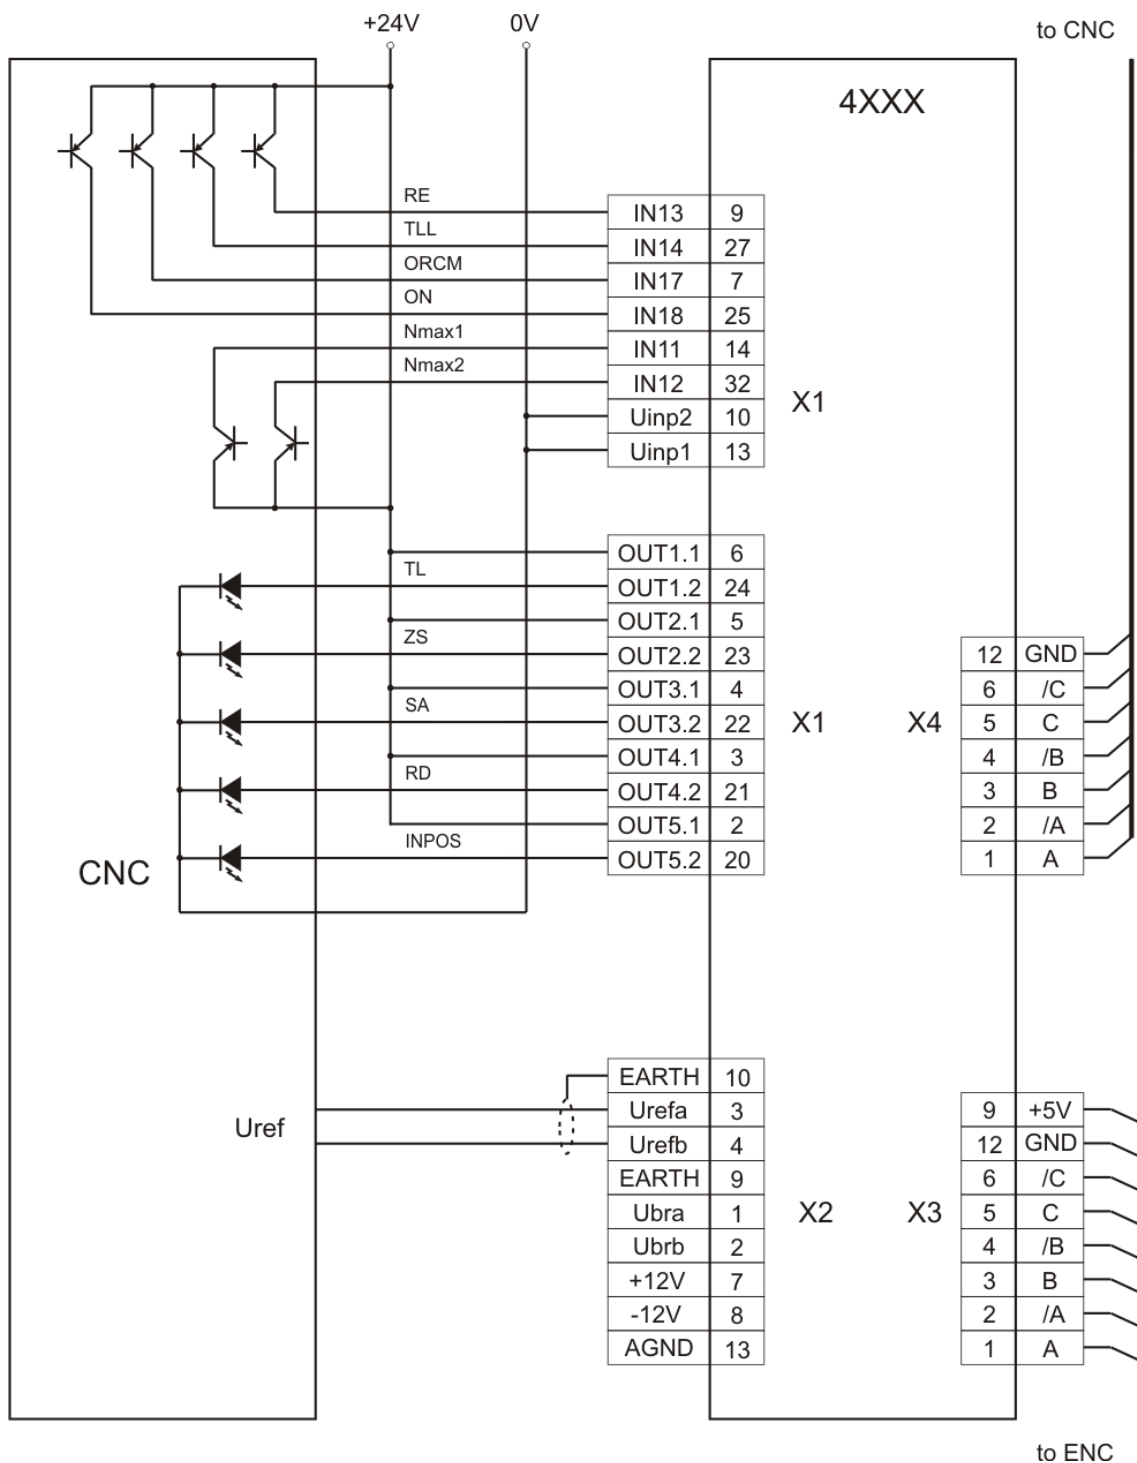 +24V 0V
to CNC
4XXX
RE
IN13 9
TLL
IN14 27
ORCM
IN17 7
ON
IN18 25
Nmax1
IN11 14
Nmax2
IN12 32
X1
Uinp2 10
Uinp1 13
OUT1.1 6
TL
OUT1.2 24
OUT2.1 5
ZS
OUT2.2 23
OUT3.1 4
SA
OUT3.2 22
X1
OUT4.1 3
RD
OUT4.2 21
OUT5.1 2
INPOS
OUT5.2 20
12 GND
6 /C
X4
5 C
4 /B
3 B
2 /A
1 A
CNC
Uref
EARTH 10
Urefa 3
Urefb 4
EARTH 9
Ubra 1
Ubrb 2
+12V 7
-12V 8
AGND 13
X2
X3
9 +5V
12 GND
6 /C
5 C
4 /B
3 B
2 /A
1 A
to ENC